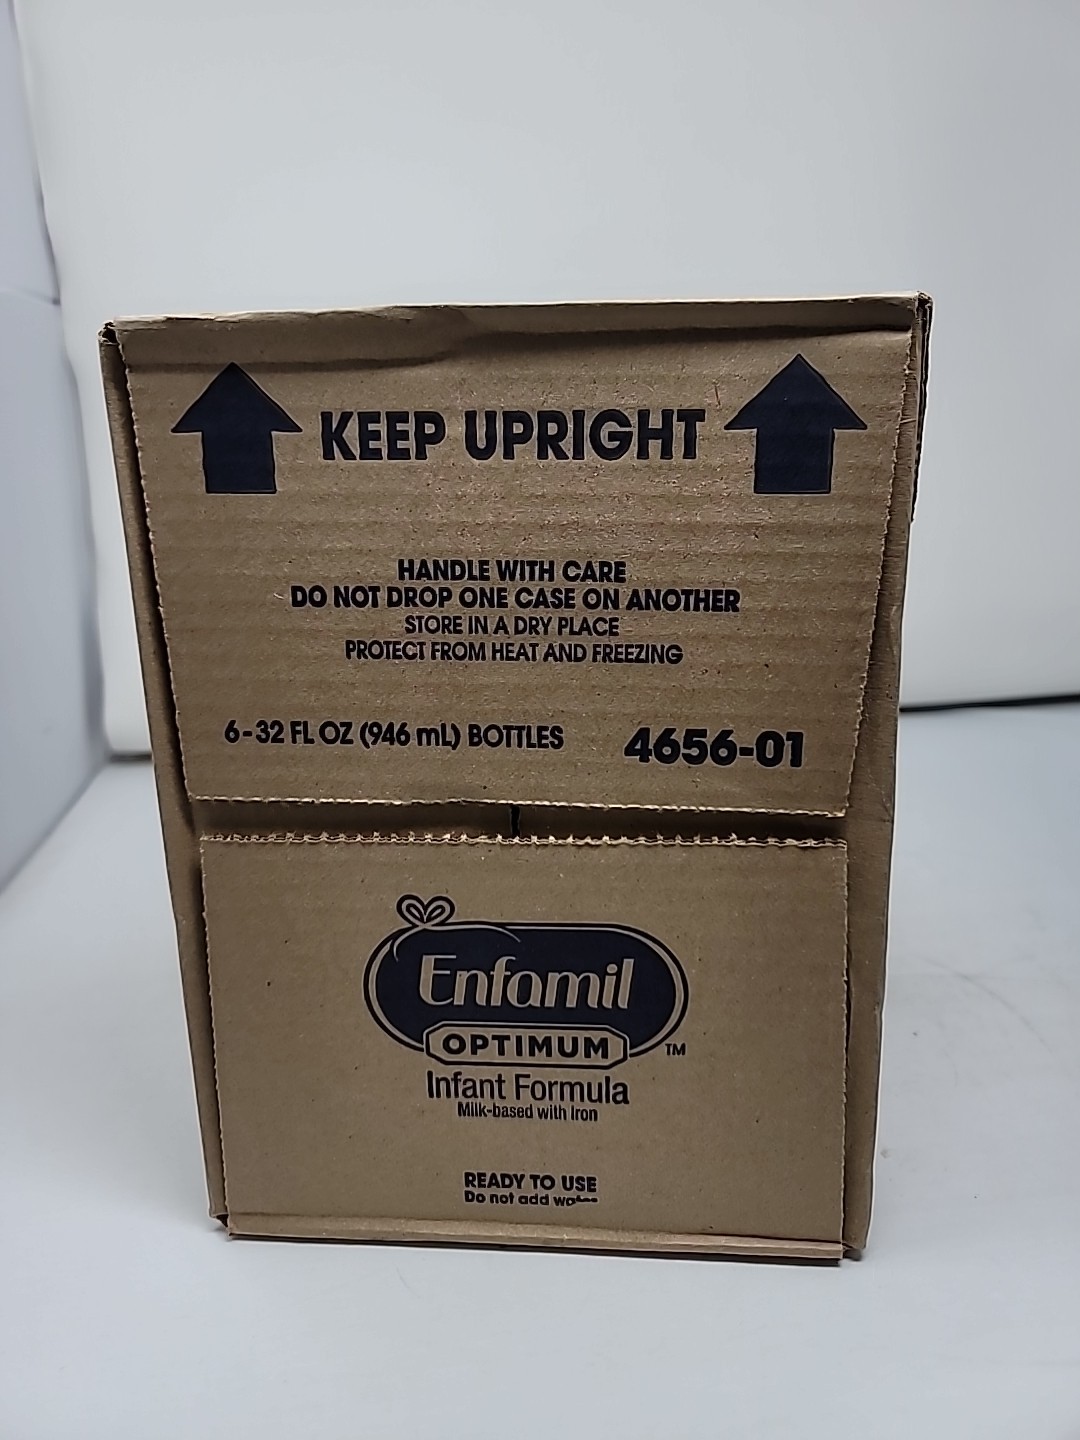 KEEP UPRIGHT
HANDLE WITH CARE
DO NOT DROP ONE CASE ON ANOTHER
STORE IN A DRY PLACE
PROTECT FROM HEAT AND FREEZING
6-32 FL OZ (946 mL) BOTTLES 4656-01
Enfamil
OPTIMUM TM
Infant Formula
Milk-based with Iron
READY TO USE
Do not add water